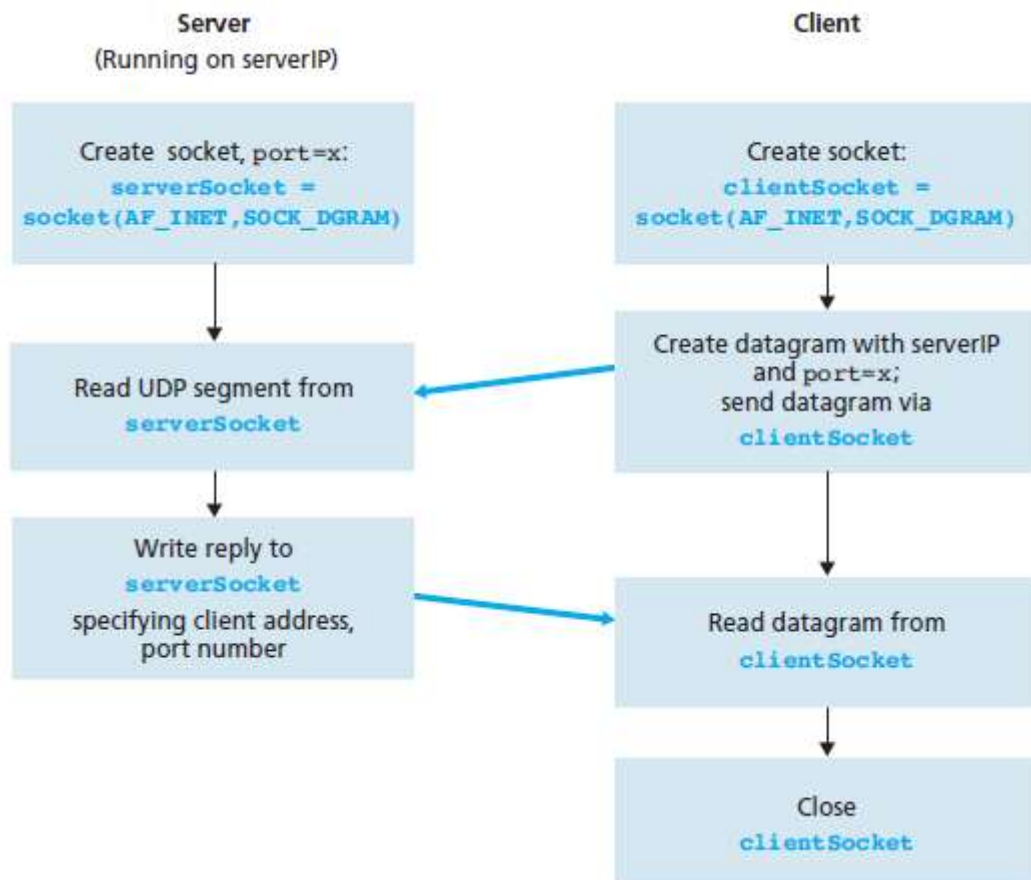 Server
(Running on serverIP)
Client
Create socket, port=x:
serverSocket =
socket(AF_INET,SOCK_DGRAM)
Create socket:
clientSocket =
socket(AF_INET,SOCK_DGRAM)
Create datagram with serverIP
and port=x;
send datagram via
clientSocket
Read UDP segment from
serverSocket
Write reply to
serverSocket
specifying client address,
port number
Read datagram from
clientSocket
Close
clientSocket